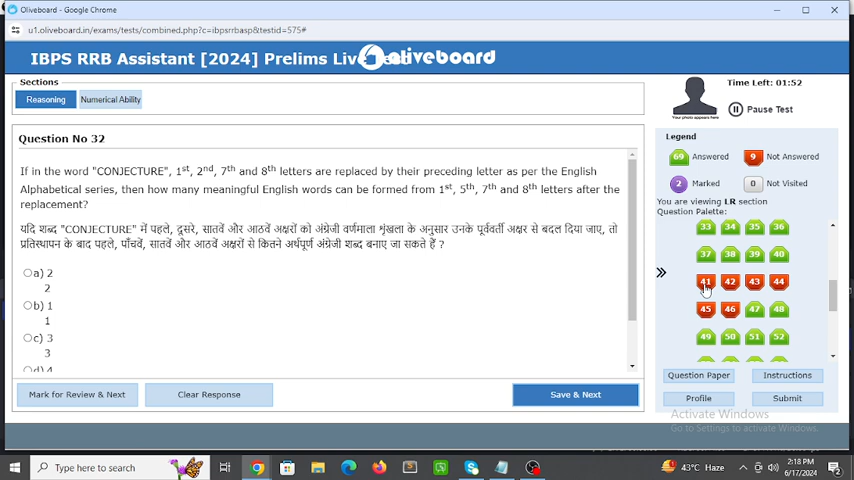 Oliveboard - Google Chrome
u1.oliveboard.in/exams/tests/combined.php?c=ibpsrrbasp&testid=575#
IBPS RRB Assistant [2024] Prelims Live
oliveboard
Sections
Reasoning Numerical Ability
Time Left: 01:52
Your photo appears here
Pause Test
Question No 32
If in the word "CONJECTURE", 1st, 2nd, 7th and 8th letters are replaced by their preceding letter as per the English
Alphabetical series, then how many meaningful English words can be formed from 1st, 5th, 7th and 8th letters after the
replacement?
यदि शब्द "CONJECTURE" में पहले, दूसरे, सातवें और आठवें अक्षरों को अंग्रेजी वर्णमाला शृंखला के अनुसार उनके पूर्ववर्ती अक्षर से बदल दिया जाए, तो
प्रतिस्थापन के बाद पहले, पाँचवें, सातवें और आठवें अक्षरों से कितने अर्थपूर्ण अंग्रेजी शब्द बनाए जा सकते हैं ?
a) 2
2
b) 1
1
c) 3
3
d) 4
Mark for Review & Next Clear Response Save & Next
Legend
69 Answered 9 Not Answered
2 Marked 0 Not Visited
You are viewing LR section
Question Palette:
33 34 35 36
37 38 39 40
41 42 43 44
45 46 47 48
49 50 51 52
Question Paper Instructions
Profile Submit
Activate Windows
Go to Settings to activate Windows.
Type here to search
43°C Haze
2:18 PM
6/17/2024
2